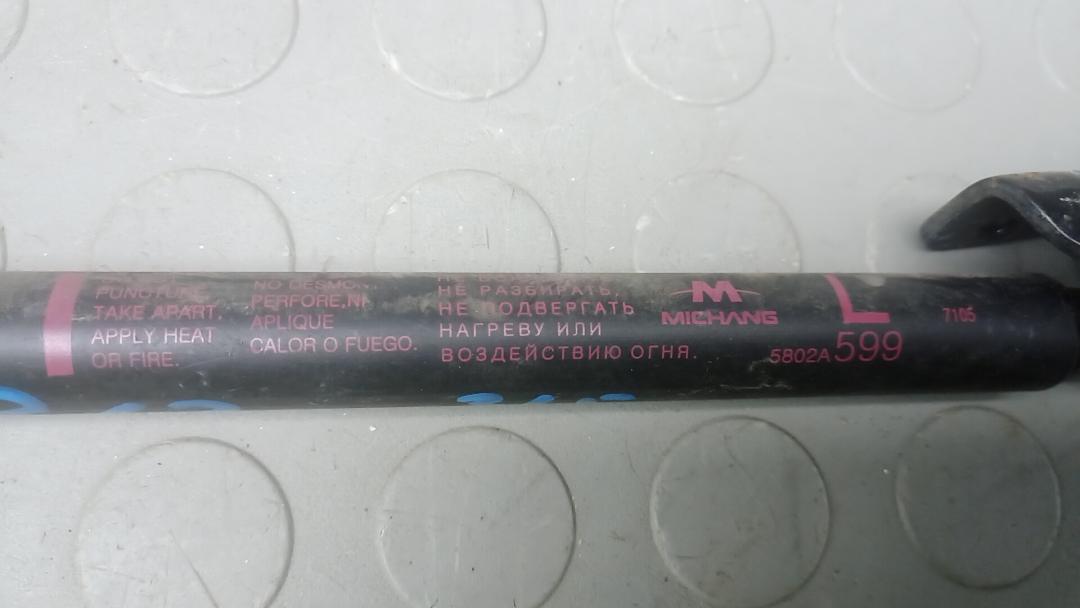 TAKE APART.
APPLY HEAT
OR FIRE.
PERFORE,NI
APLIQUE
CALOR O FUEGO.
НЕ РАЗБИРАТЬ,
НЕ ПОДВЕРГАТЬ
НАГРЕВУ ИЛИ
ВОЗДЕЙСТВИЮ ОГНЯ.
M
MICHANG
L
5802A599
7105